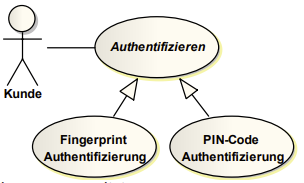 Authentifizieren
Kunde
Fingerprint
Authentifizierung
PIN-Code
Authentifizierung